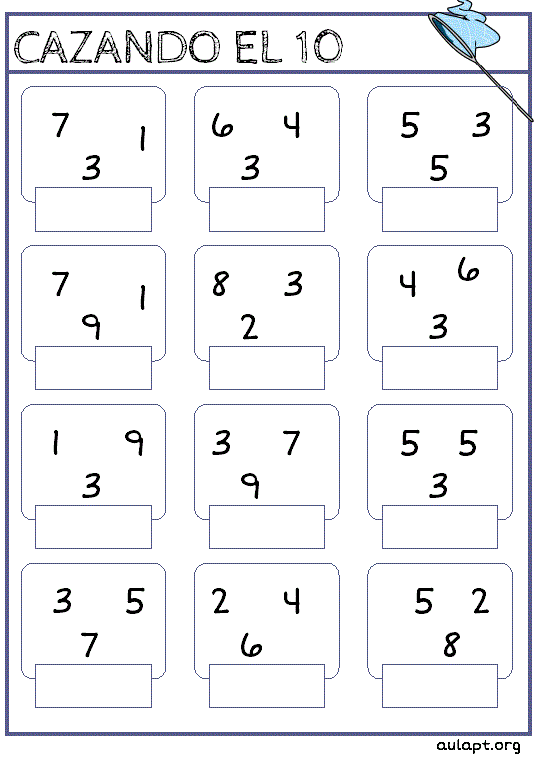 CAZANDO EL 10
7 1 6 4 5 3
3 3 5
7 1 8 3 4 6
9 2 3
1 9 3 7 5 5
3 9 3
3 5 2 4 5 2
7 6 8
aulapt.org